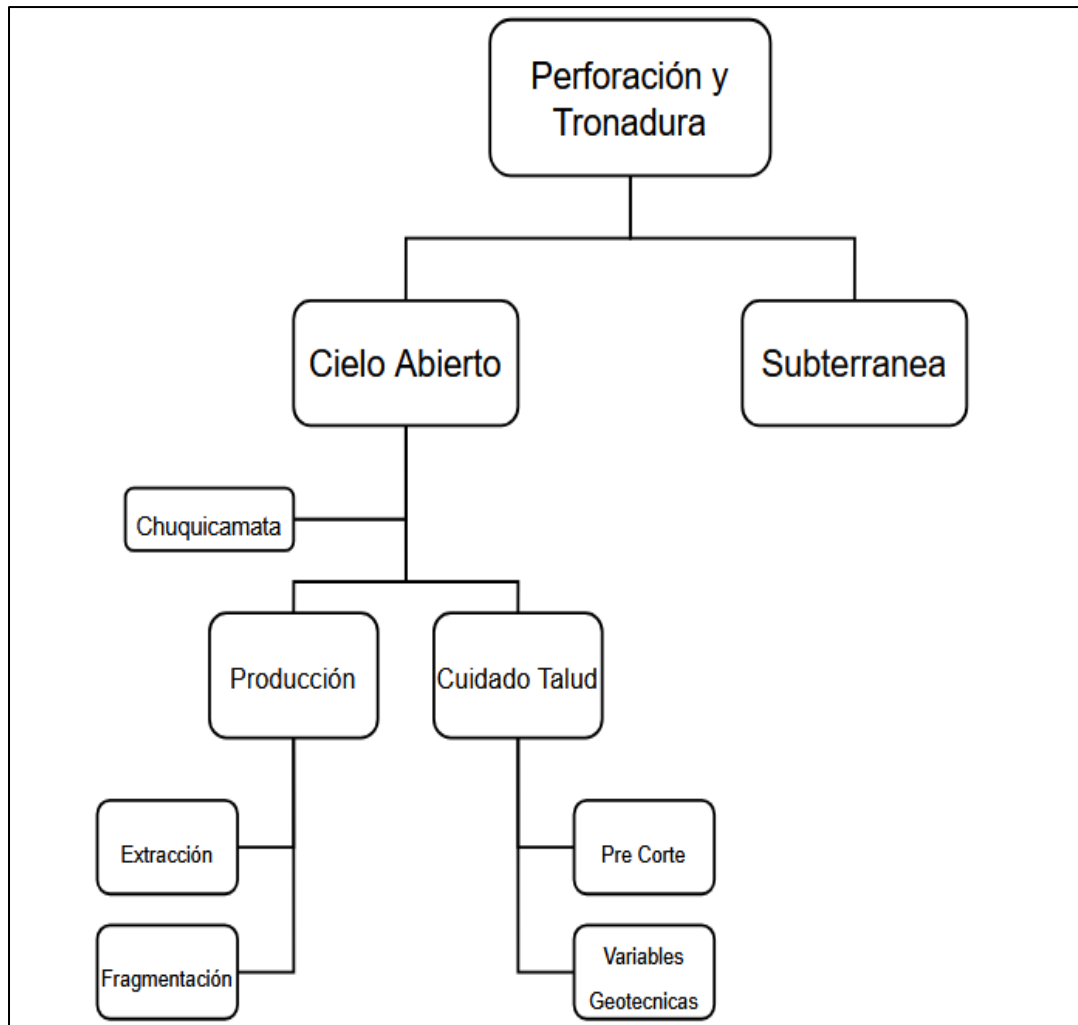 Perforación y
Tronadura
Cielo Abierto
Subterranea
Chuquicamata
Producción
Cuidado Talud
Extracción
Pre Corte
Fragmentación
Variables
Geotecnicas